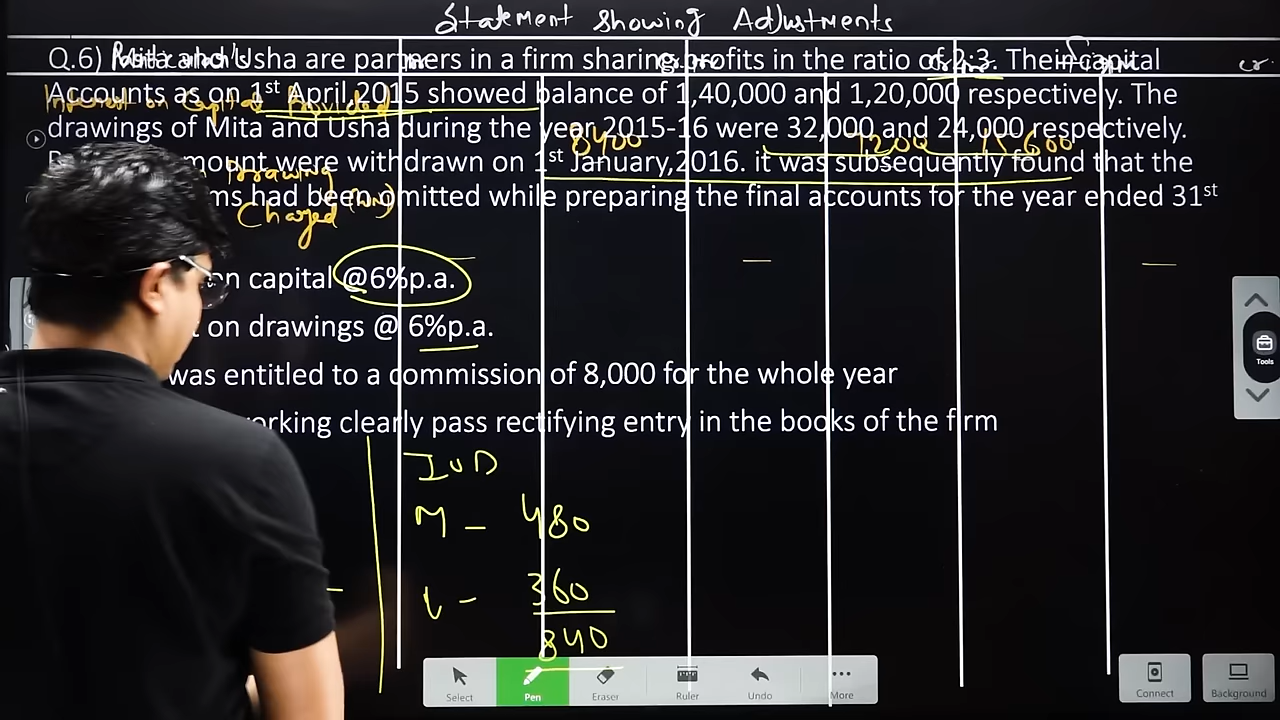 Statement showing Adjustments
Q.6) Mita and Usha are partners in a firm sharing profits in the ratio of 2:3. Their Capital
Accounts as on 1st April,2015 showed balance of 1,40,000 and 1,20,000 respectively. The
Interest on Capital Provided
drawings of Mita and Usha during the year 2015-16 were 32,000 and 24,000 respectively.
8400 7200 15600
mount were withdrawn on 1st January,2016. it was subsequently found that the
Drawing
ms had been omitted while preparing the final accounts for the year ended 31st
Charged
on capital @6%p.a.
on drawings @ 6%p.a.
was entitled to a commission of 8,000 for the whole year
orking clearly pass rectifying entry in the books of the firm
IOD
M - 480
U - 360
840
Select Pen Eraser Ruler Undo More
Connect Background
Tools